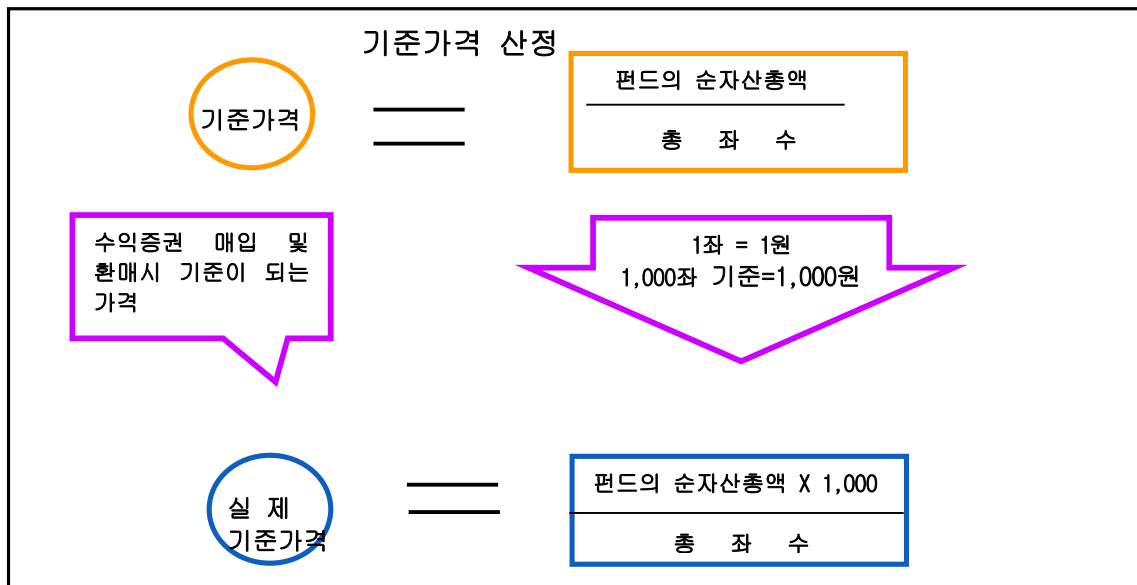 기준가격 산정
기준가격
펀드의 순자산총액
총 좌 수
수익증권 매입 및
환매시 기준이 되는
가격
1좌 = 1원
1,000좌 기준=1,000원
실 제
기준가격
펀드의 순자산총액 X 1,000
총 좌 수